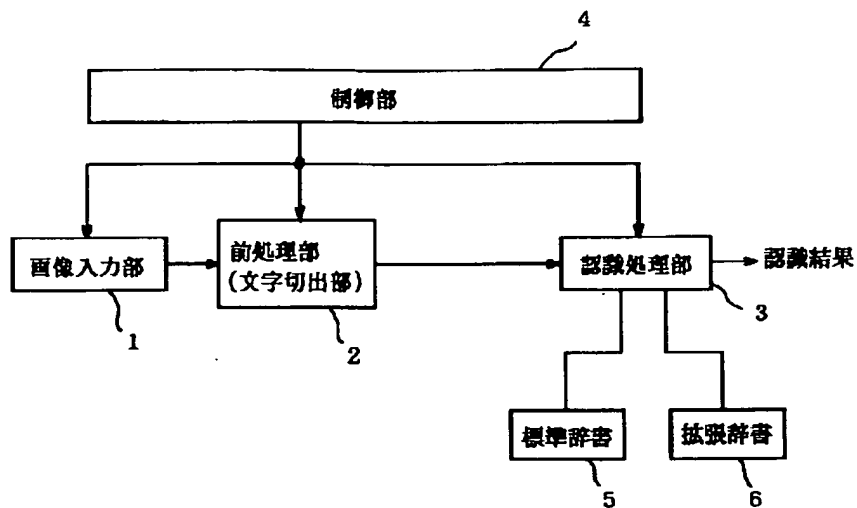 4
制御部
画像入力部
前処理部
(文字切出部)
認識処理部
認識結果
1
2
3
標準辞書
拡張辞書
5
6